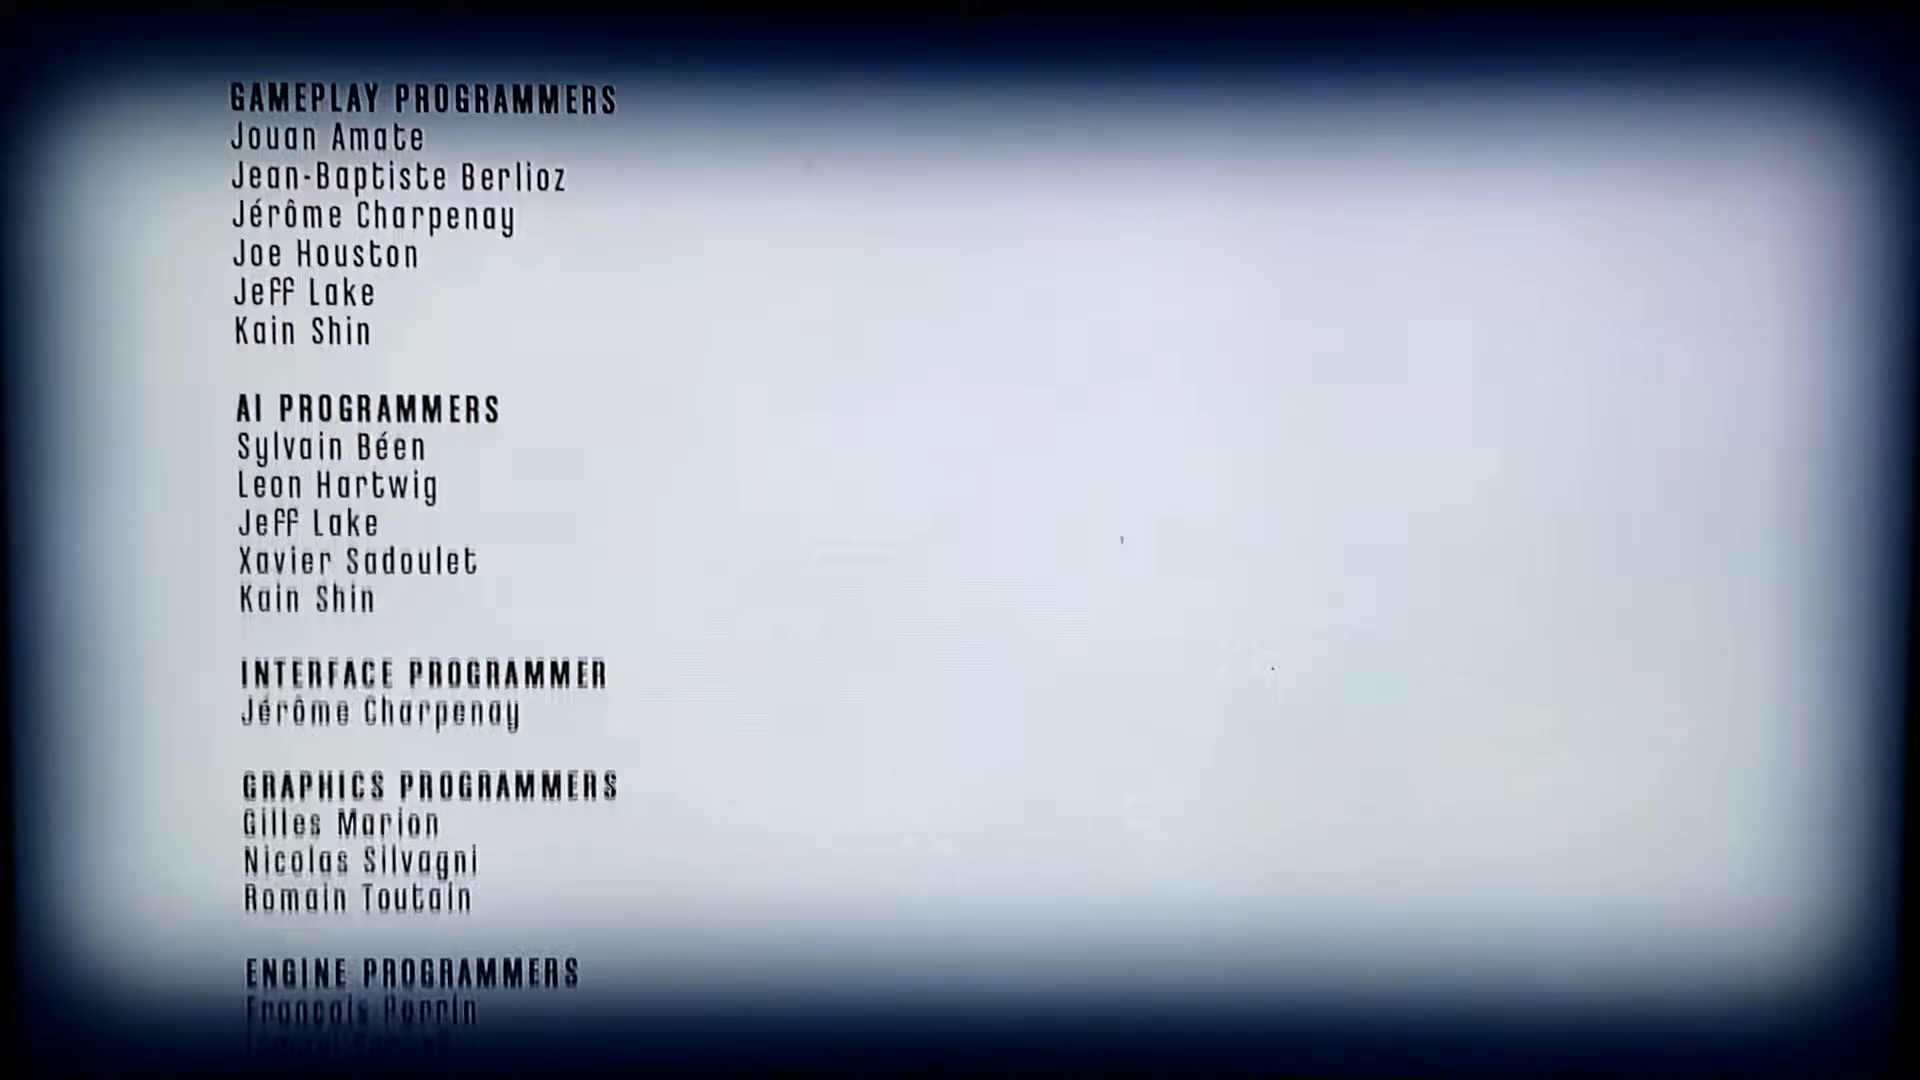 GAMEPLAY PROGRAMMERS
Jouan Amate
Jean-Baptiste Berlioz
Jérôme Charpenay
Joe Houston
Jeff Lake
Kain Shin
AI PROGRAMMERS
Sylvain Béen
Leon Hartwig
Jeff Lake
Xavier Sadoulet
Kain Shin
INTERFACE PROGRAMMER
Jérôme Charpenay
GRAPHICS PROGRAMMERS
Gilles Marion
Nicolas Silvagni
Romain Toutain
ENGINE PROGRAMMERS
Français Perrin